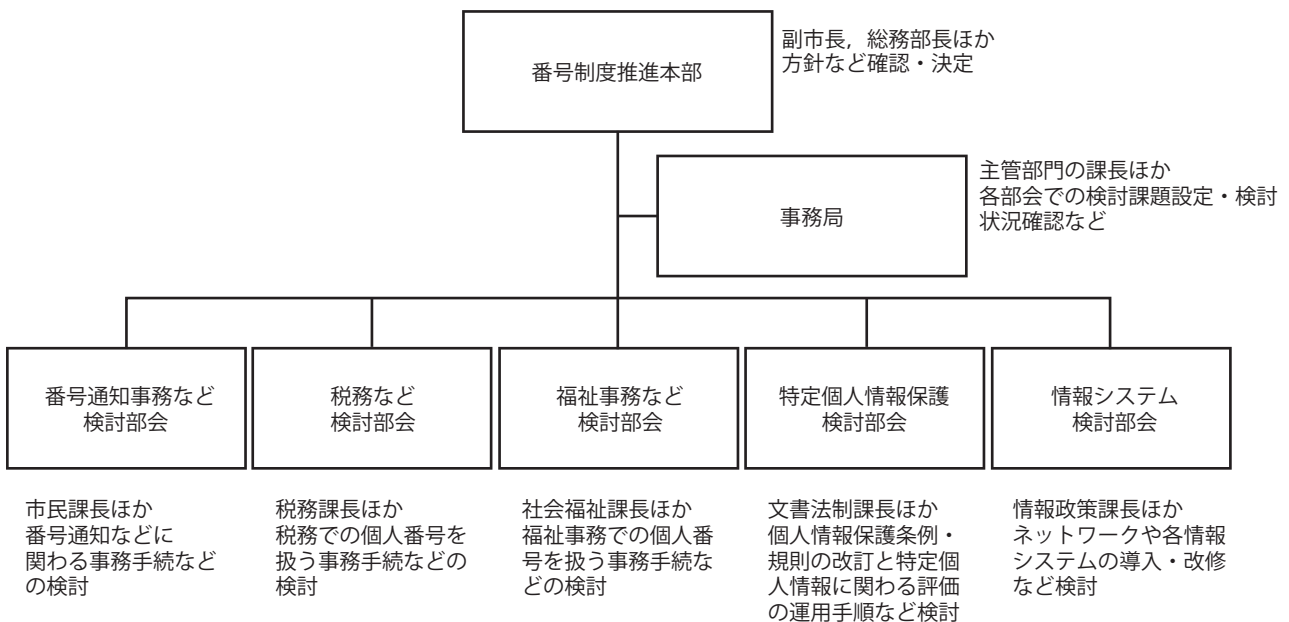 番号制度推進本部
副市長，総務部長ほか
方針など確認・決定
事務局
主管部門の課長ほか
各部会での検討課題設定・検討
状況確認など
番号通知事務など
検討部会
税務など
検討部会
福祉事務など
検討部会
特定個人情報保護
検討部会
情報システム
検討部会
市民課長ほか
番号通知などに
関わる事務手続など
の検討
税務課長ほか
税務での個人番号を
扱う事務手続などの
検討
社会福祉課長ほか
福祉事務での個人番
号を扱う事務手続な
どの検討
文書法制課長ほか
個人情報保護条例・
規則の改訂と特定個
人情報に関わる評価
の運用手順など検討
情報政策課長ほか
ネットワークや各情報
システムの導入・改修
など検討